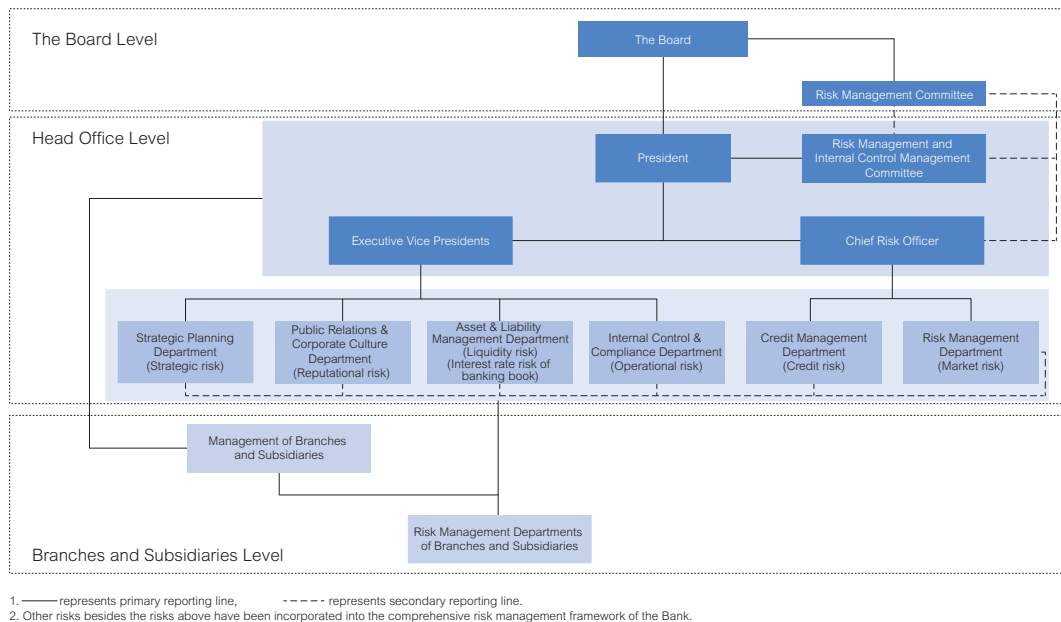 The Board Level
The Board
Risk Management Committee
Head Office Level
President
Risk Management and
Internal Control Management
Committee
Executive Vice Presidents
Chief Risk Officer
Strategic Planning
Department
(Strategic risk)
Public Relations &
Corporate Culture
Department
(Reputational risk)
Asset & Liability
Management Department
(Liquidity risk)
(Interest rate risk of
banking book)
Internal Control &
Compliance Department
(Operational risk)
Credit Management
Department
(Credit risk)
Risk Management
Department
(Market risk)
Management of Branches
and Subsidiaries
Risk Management Departments
of Branches and Subsidiaries
Branches and Subsidiaries Level
1. represents primary reporting line, represents secondary reporting line.
2. Other risks besides the risks above have been incorporated into the comprehensive risk management framework of the Bank.